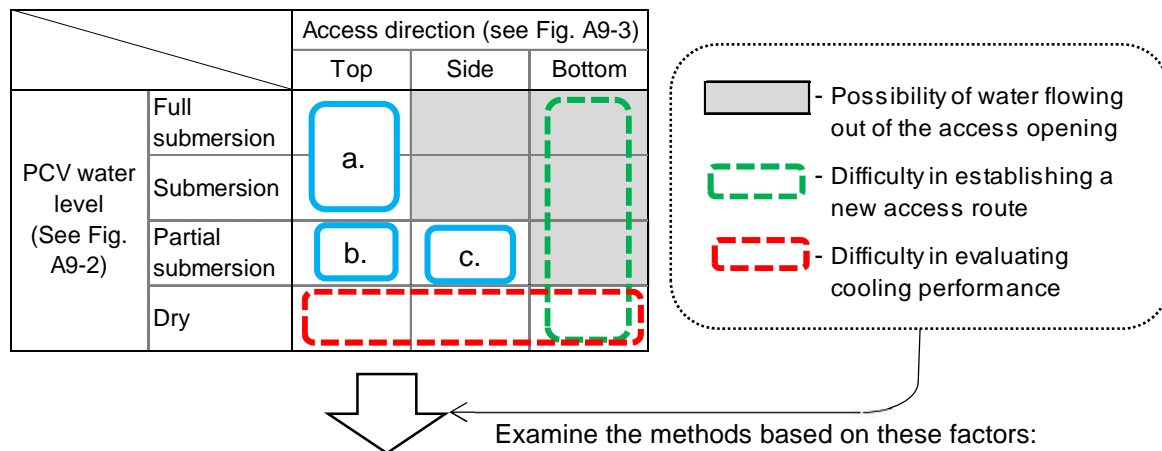 Access direction (see Fig. A9-3)
Top Side Bottom
PCV water
level
(See Fig.
A9-2)
Full
submersion
a.
Submersion
Partial
submersion
b.
c.
Dry
- Possibility of water flowing
out of the access opening
- Difficulty in establishing a
new access route
- Difficulty in evaluating
cooling performance
Examine the methods based on these factors: